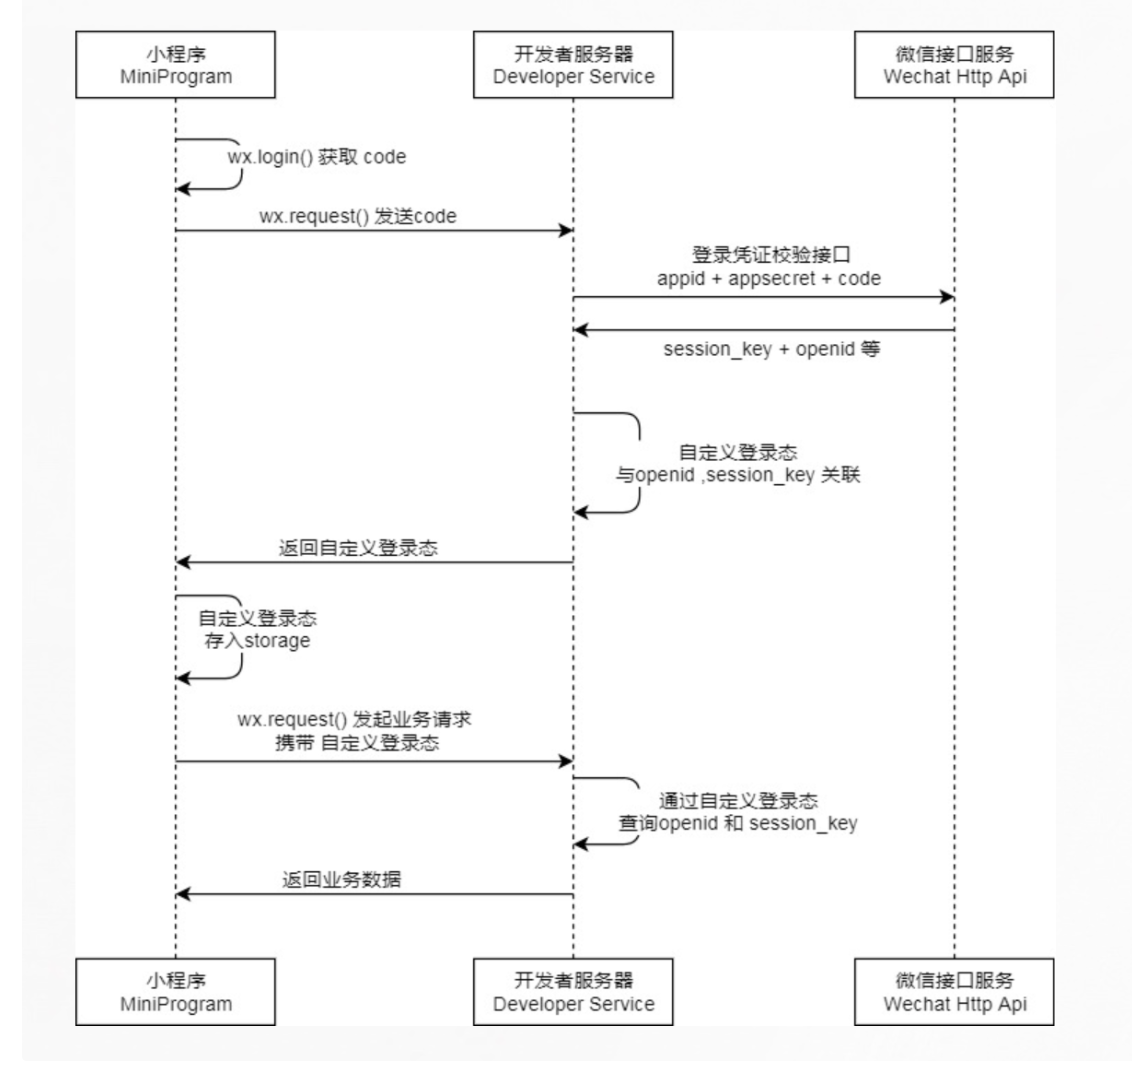 小程序
MiniProgram
开发者服务器
Developer Service
微信接口服务
Wechat Http Api
wx.login() 获取 code
wx.request() 发送code
登录凭证校验接口
appid + appsecret + code
session_key + openid 等
自定义登录态
与openid ,session_key 关联
返回自定义登录态
自定义登录态
存入storage
wx.request() 发起业务请求
携带 自定义登录态
通过自定义登录态
查询openid 和 session_key
返回业务数据
小程序
MiniProgram
开发者服务器
Developer Service
微信接口服务
Wechat Http Api